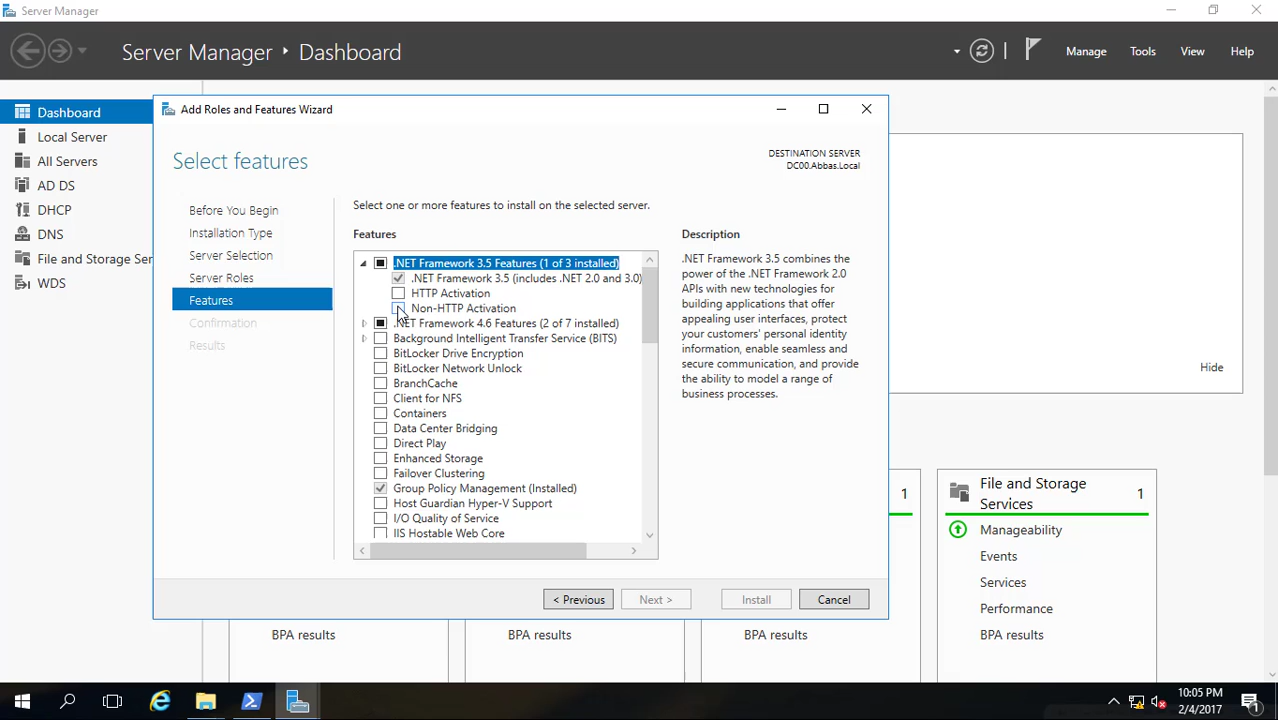 Server Manager
Server Manager ‣ Dashboard
Manage Tools View Help
Dashboard
Local Server
All Servers
AD DS
DHCP
DNS
File and Storage Ser
WDS
Add Roles and Features Wizard
Select features
DESTINATION SERVER
DC00.Abbas.Local
Before You Begin
Installation Type
Server Selection
Server Roles
Features
Confirmation
Results
Select one or more features to install on the selected server.
Features
.NET Framework 3.5 Features (1 of 3 installed)
.NET Framework 3.5 (includes .NET 2.0 and 3.0)
HTTP Activation
Non-HTTP Activation
.NET Framework 4.6 Features (2 of 7 installed)
Background Intelligent Transfer Service (BITS)
BitLocker Drive Encryption
BitLocker Network Unlock
BranchCache
Client for NFS
Containers
Data Center Bridging
Direct Play
Enhanced Storage
Failover Clustering
Group Policy Management (Installed)
Host Guardian Hyper-V Support
I/O Quality of Service
IIS Hostable Web Core
Description
.NET Framework 3.5 combines the
power of the .NET Framework 2.0
APIs with new technologies for
building applications that offer
appealing user interfaces, protect
your customers' personal identity
information, enable seamless and
secure communication, and provide
the ability to model a range of
business processes.
< Previous
Next >
Install
Cancel
Hide
1
File and Storage
Services
1
Manageability
Events
Services
Performance
BPA results
BPA results
BPA results
BPA results
10:05 PM
2/4/2017
1